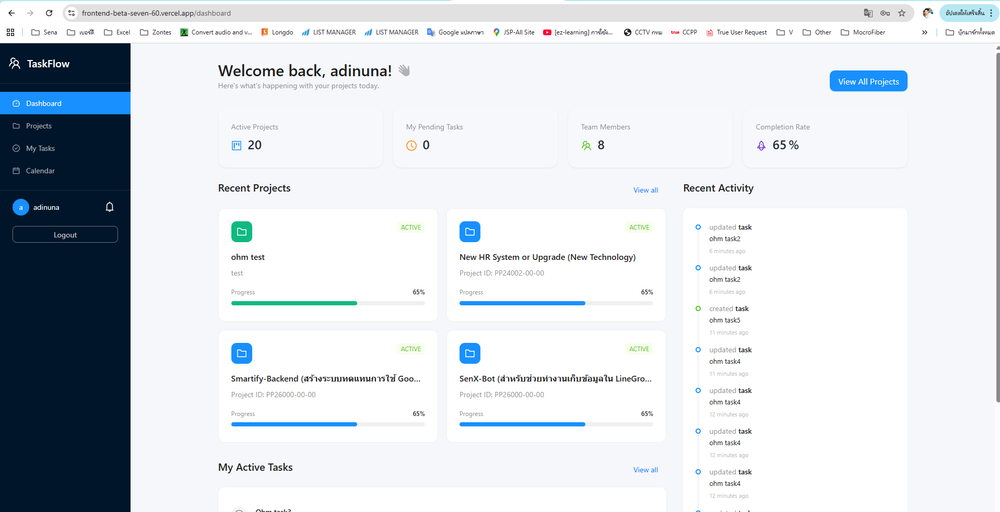 frontend-beta-seven-60.vercel.app/dashboard
อัปเดตให้เสร็จสิ้น
Sena
เบอร์ดี
Excel
Zontes
Convert audio and v...
Longdo
LIST MANAGER
LIST MANAGER
Google แปลภาษา
JSP-All Site
[ez-learning] การใช้ง...
CCTV กทม
true CCPP
True User Request
V
Other
MocroFiber
บุ๊กมาร์กทั้งหมด
TaskFlow
Dashboard
Projects
My Tasks
Calendar
a
adinuna
Logout
Welcome back, adinuna! 👋
Here's what's happening with your projects today.
View All Projects
Active Projects
20
My Pending Tasks
0
Team Members
8
Completion Rate
65 %
Recent Projects
View all
ACTIVE
ohm test
test
Progress
65%
ACTIVE
New HR System or Upgrade (New Technology)
Project ID: PP24002-00-00
Progress
65%
ACTIVE
Smartify-Backend (สร้างระบบทดแทนการใช้ Goo...
Project ID: PP26000-00-00
Progress
65%
ACTIVE
SenX-Bot (สำหรับช่วยทำงานเก็บข้อมูลใน LineGro...
Project ID: PP26000-00-00
Progress
65%
My Active Tasks
View all
Ohm task3
Recent Activity
updated task
ohm task2
6 minutes ago
updated task
ohm task2
6 minutes ago
created task
ohm task5
11 minutes ago
updated task
ohm task4
11 minutes ago
updated task
ohm task4
12 minutes ago
updated task
ohm task4
12 minutes ago
updated task
ohm task4
12 minutes ago